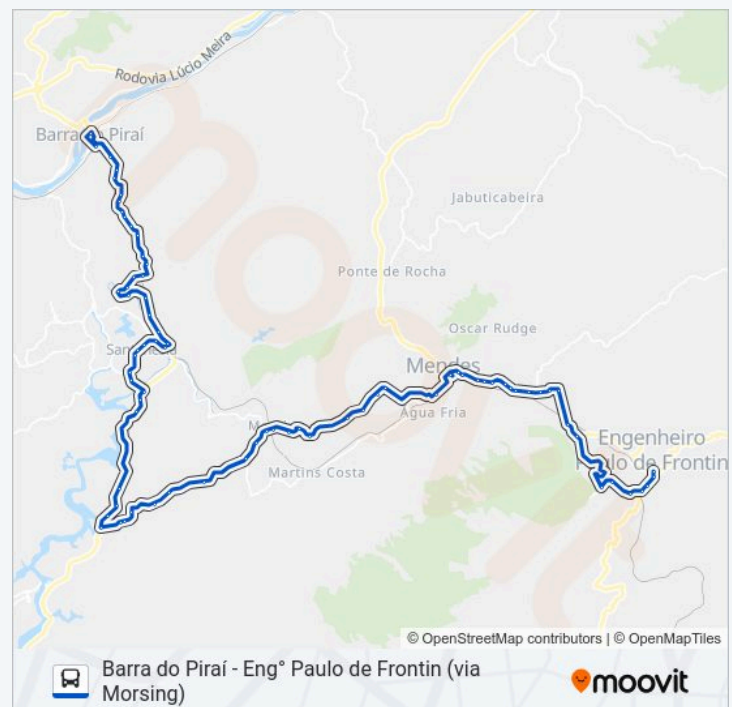 Rodovia Lúcio Meira
Barra do Piraí
Jabuticabeira
Ponte de Rocha
Oscar Rudge
Mendes
Água Fria
Engenheiro
Paulo de Frontin
Martins Costa
© OpenStreetMap contributors | © OpenMapTiles
Barra do Piraí - Eng° Paulo de Frontin (via
Morsing)
moovit